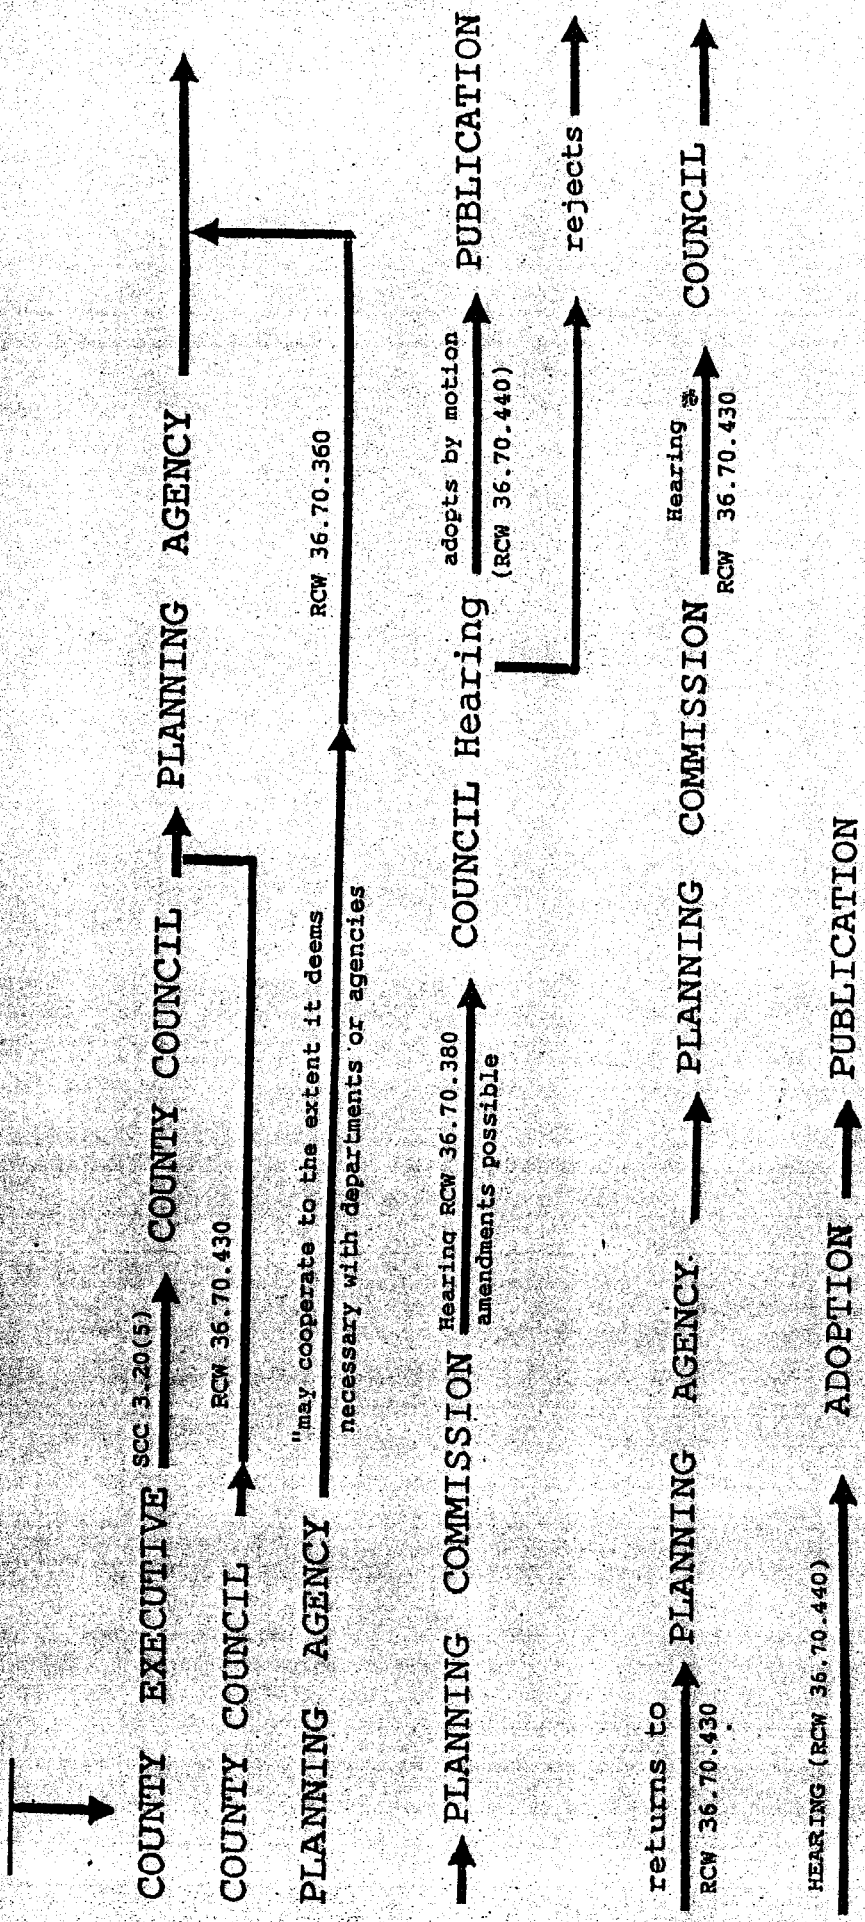 COUNTY EXECUTIVE
SCC 3.20(5)
COUNTY COUNCIL
PLANNING AGENCY
COUNTY COUNCIL
RCW 36.70.430
PLANNING AGENCY
"may cooperate to the extent it deems
necessary with departments or agencies
RCW 36.70.360
PLANNING COMMISSION
Hearing RCW 36.70.380
amendments possible
COUNCIL Hearing
adopts by motion
(RCW 36.70.440)
PUBLICATION
rejects
returns to
RCW 36.70.430
PLANNING AGENCY
PLANNING COMMISSION
Hearing
RCW 36.70.430
COUNCIL
HEARING (RCW 36.70.440)
ADOPTION
PUBLICATION